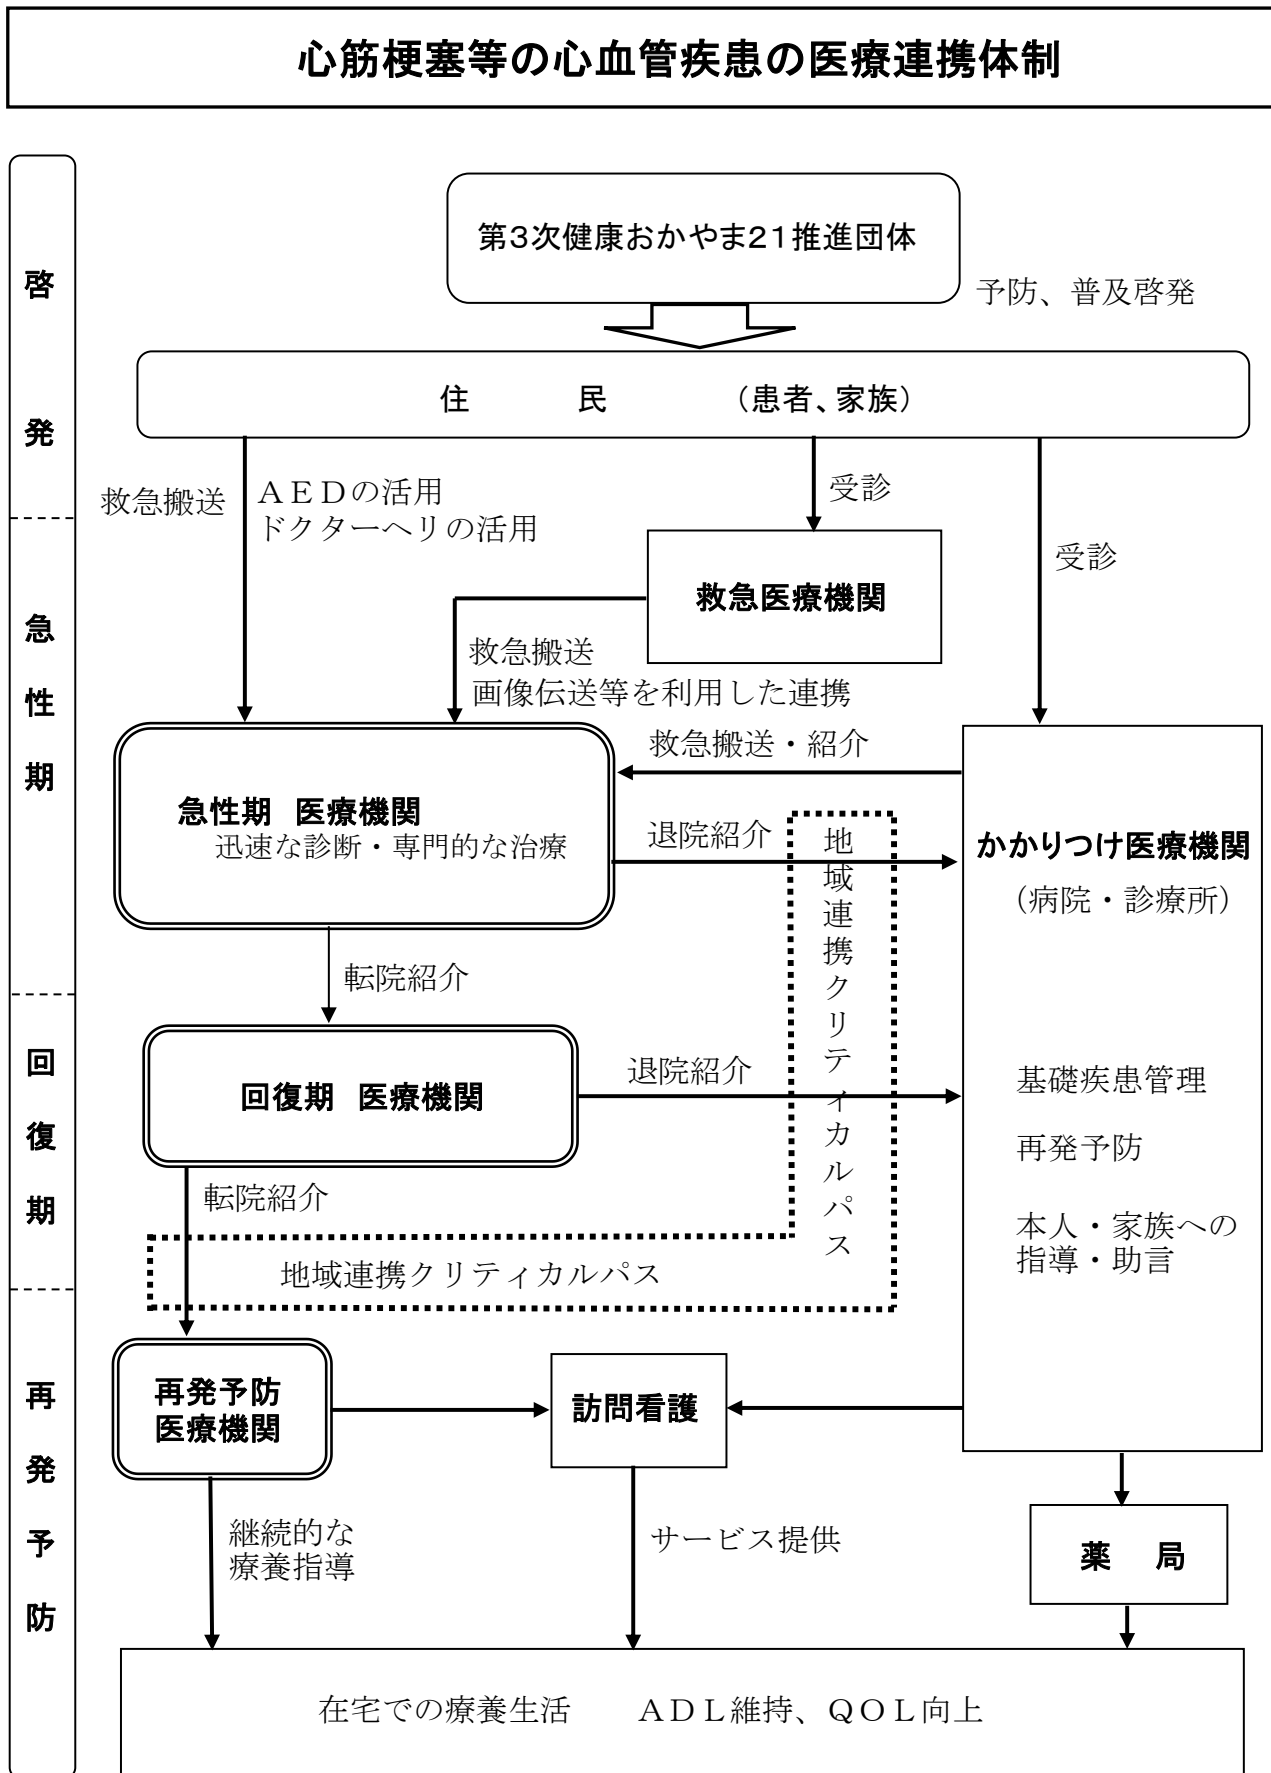 心筋梗塞等の心血管疾患の医療連携体制
啓発
第3次健康おかやま21推進団体
予防、普及啓発
住　民　（患者、家族）
救急搬送
ＡＥＤの活用
ドクターヘリの活用
受診
受診
急性期
救急医療機関
救急搬送
画像伝送等を利用した連携
救急搬送・紹介
急性期　医療機関
迅速な診断・専門的な治療
退院紹介
地域連携クリティカルパス
かかりつけ医療機関
（病院・診療所）
転院紹介
回復期
回復期　医療機関
退院紹介
基礎疾患管理
再発予防
本人・家族への
指導・助言
転院紹介
地域連携クリティカルパス
再発予防
再発予防
医療機関
訪問看護
継続的な
療養指導
サービス提供
薬　局
在宅での療養生活　ＡＤＬ維持、ＱＯＬ向上